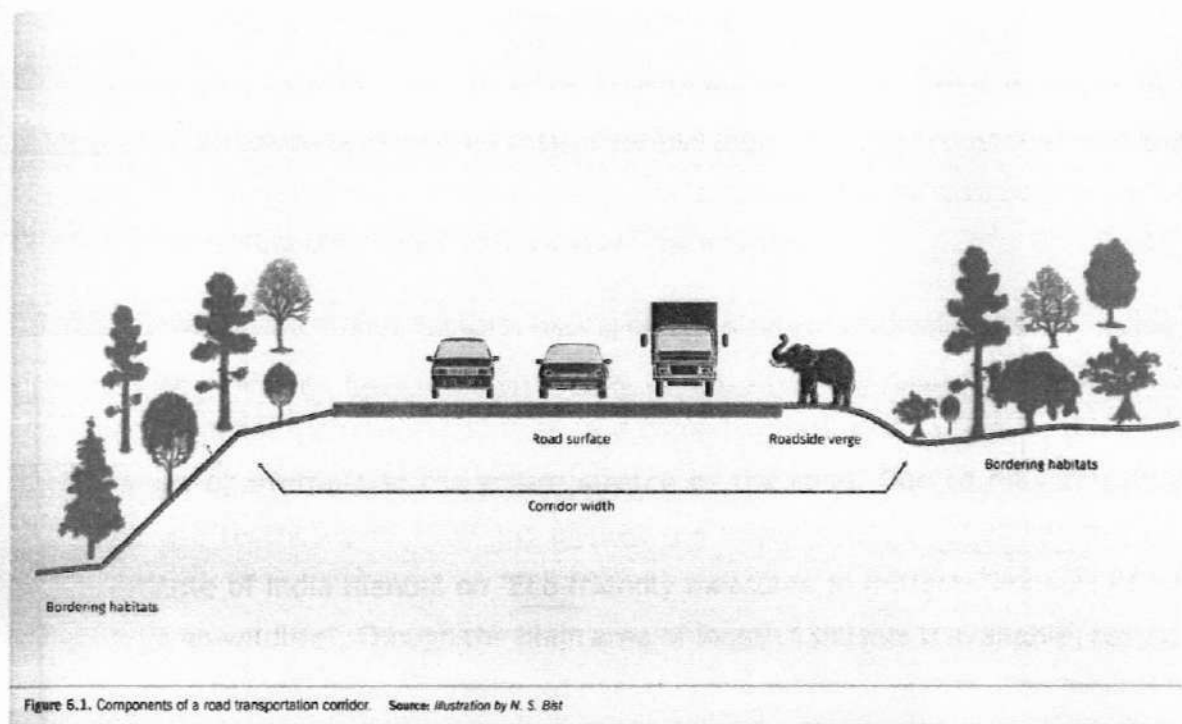 Road surface
Roadside verge
Bordering habitats
Corridor width
Bordering habitats
Figure 6.1. Components of a road transportation corridor. Source: Illustration by N. S. Bist